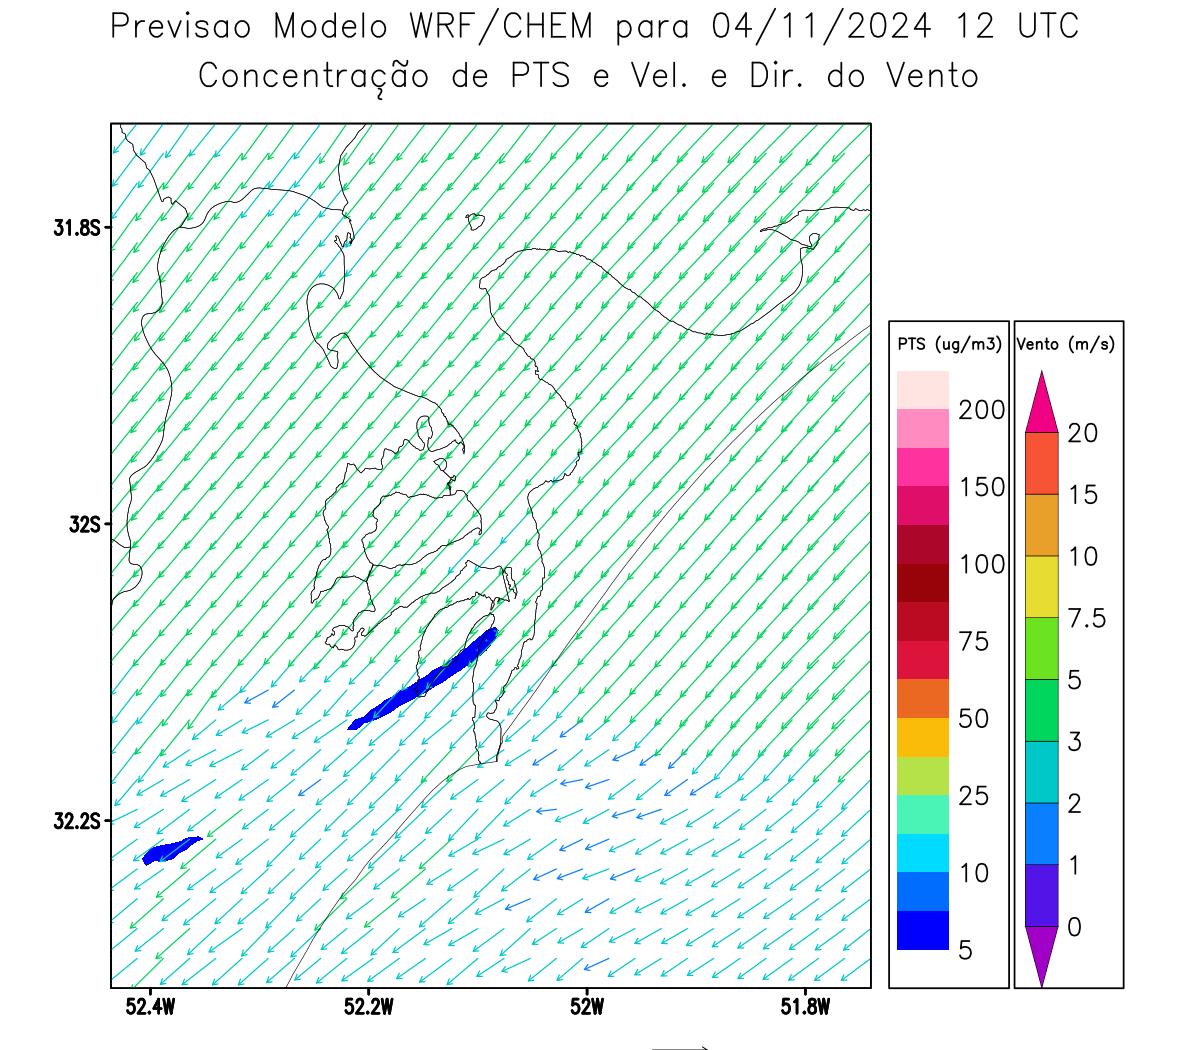 Previsao Modelo WRF/CHEM para 04/11/2024 12 UTC
Concentração de PTS e Vel. e Dir. do Vento
31.8S
32S
32.2S
52.4W
52.2W
52W
51.8W
PTS (ug/m3)
200
150
100
75
50
25
10
5
Vento (m/s)
20
15
10
7.5
5
3
2
1
0